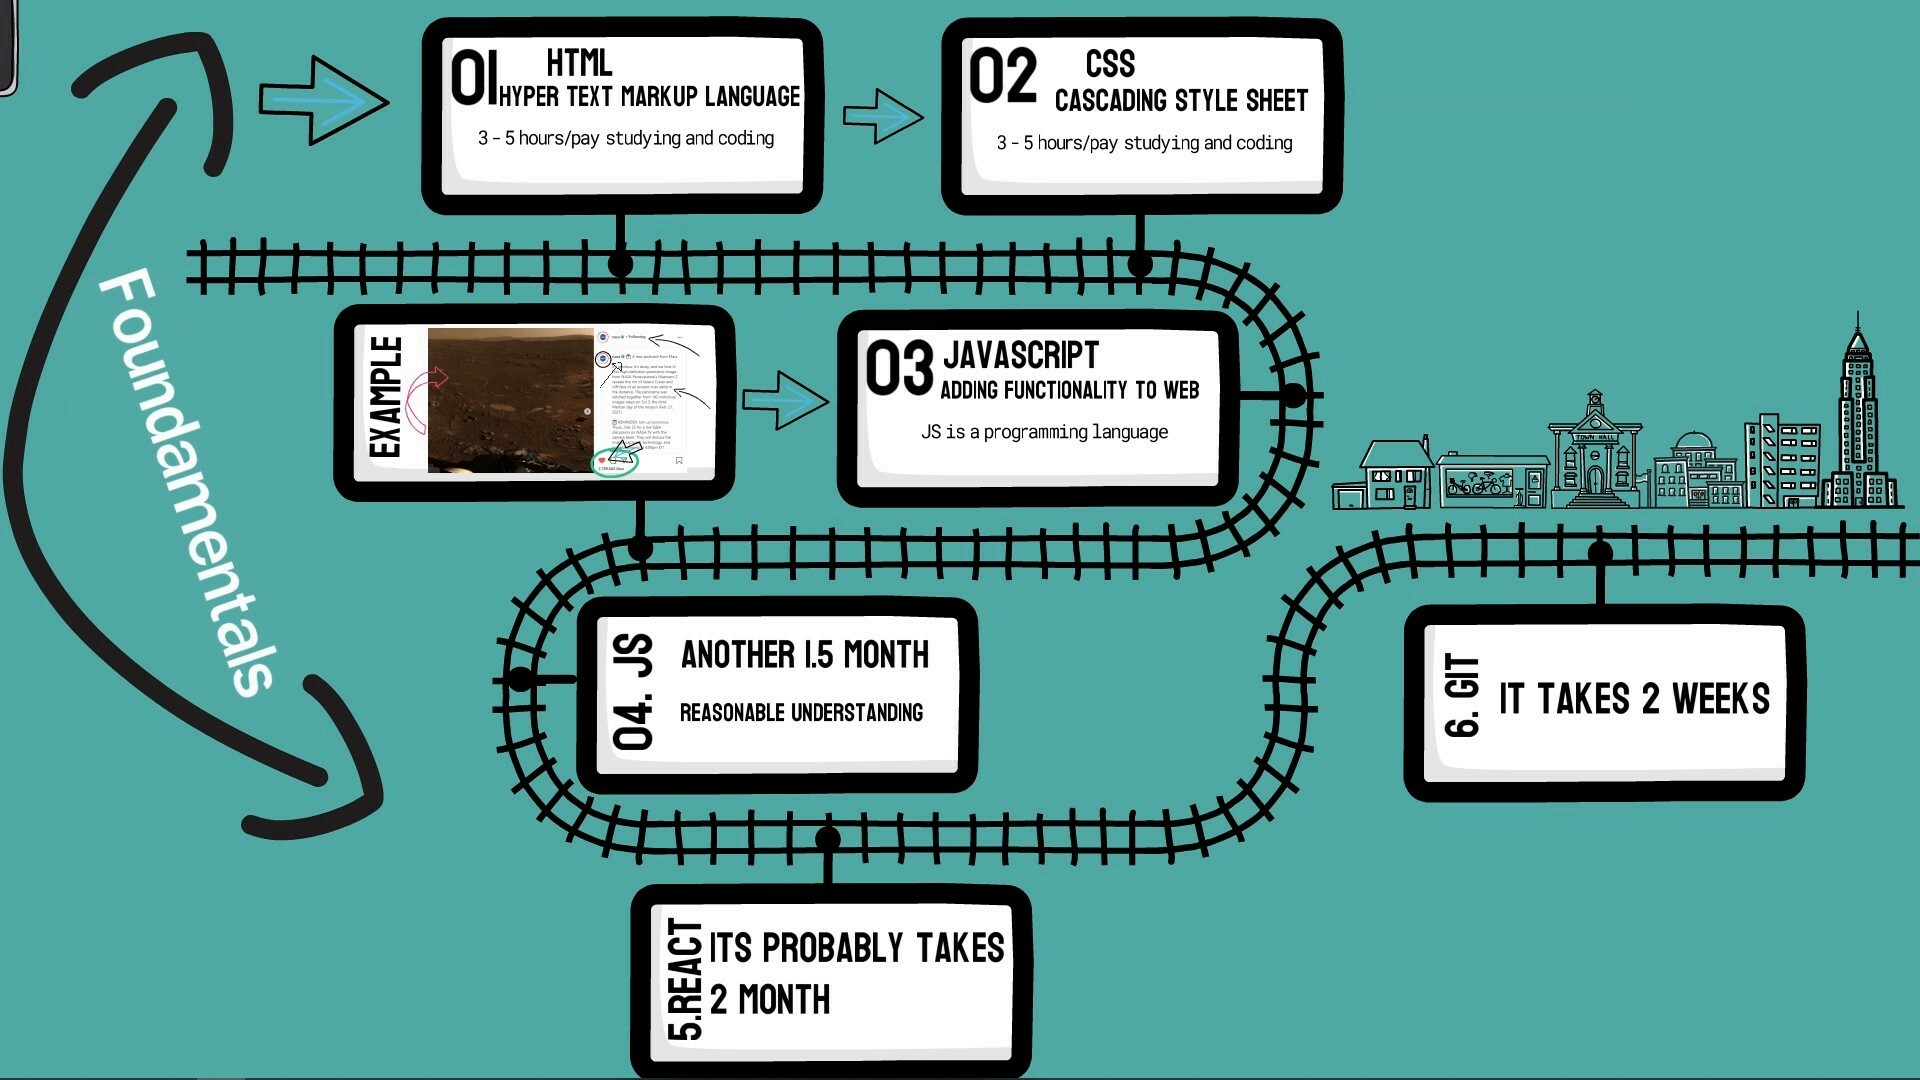 Foundamentals
01
HTML
HYPER TEXT MARKUP LANGUAGE
3 - 5 hours/pay studying and coding
02
CSS
CASCADING STYLE SHEET
3 - 5 hours/pay studying and coding
EXAMPLE
03
JAVASCRIPT
ADDING FUNCTIONALITY TO WEB
JS is a programming language
TOWN HALL
04. JS
ANOTHER 1.5 MONTH
REASONABLE UNDERSTANDING
5.REACT
ITS PROBABLY TAKES
2 MONTH
6. GIT
IT TAKES 2 WEEKS